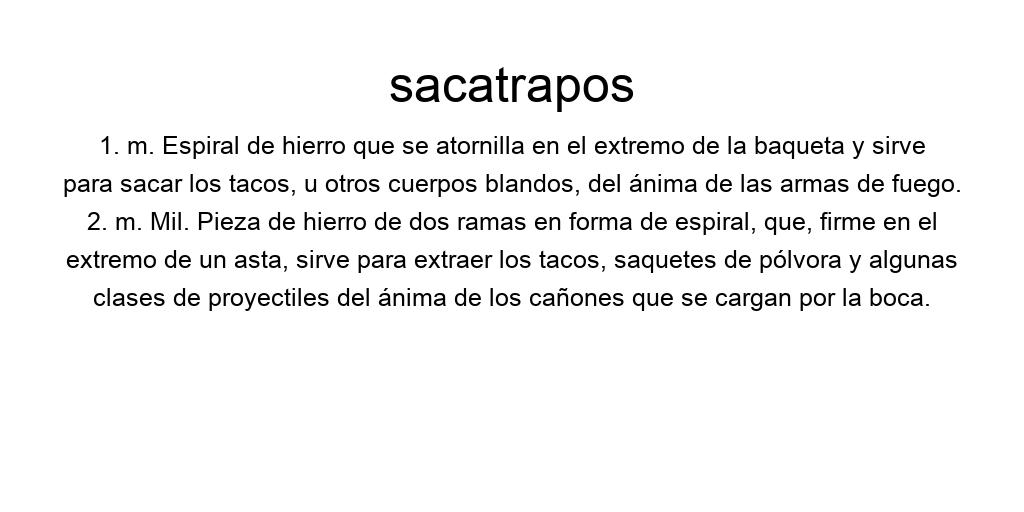 sacatrapos
1. m. Espiral de hierro que se atornilla en el extremo de la baqueta y sirve
para sacar los tacos, u otros cuerpos blandos, del ánima de las armas de fuego.
2. m. Mil. Pieza de hierro de dos ramas en forma de espiral, que, firme en el
extremo de un asta, sirve para extraer los tacos, saquetes de pólvora y algunas
clases de proyectiles del ánima de los cañones que se cargan por la boca.